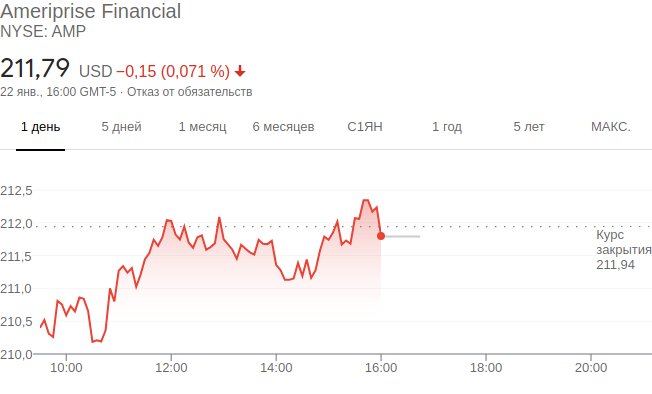 Ameriprise Financial
NYSE: AMP
211,79 USD −0,15 (0,071 %)
22 янв., 16:00 GMT-5 · Отказ от обязательств
1 день 5 дней 1 месяц 6 месяцев С1ЯН 1 год 5 лет МАКС.
212,5
212,0
Курс
закрытия
211,94
211,5
211,0
210,5
210,0
10:00 12:00 14:00 16:00 18:00 20:00